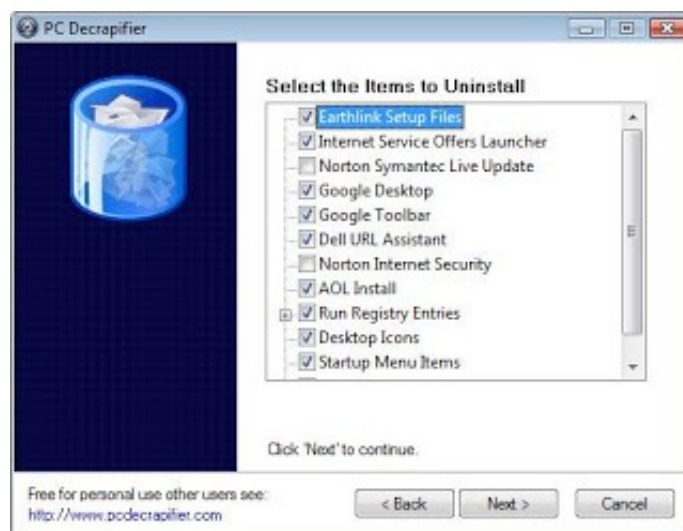 PC Decrapifier
Select the Items to Uninstall
Earthlink Setup Files
Internet Service Offers Launcher
Norton Symantec Live Update
Google Desktop
Google Toolbar
Dell URL Assistant
Norton Internet Security
AOL Install
Run Registry Entries
Desktop Icons
Startup Menu Items
Click 'Next' to continue.
Free for personal use other users see:
http://www.pcdecrapifier.com
< Back
Next >
Cancel